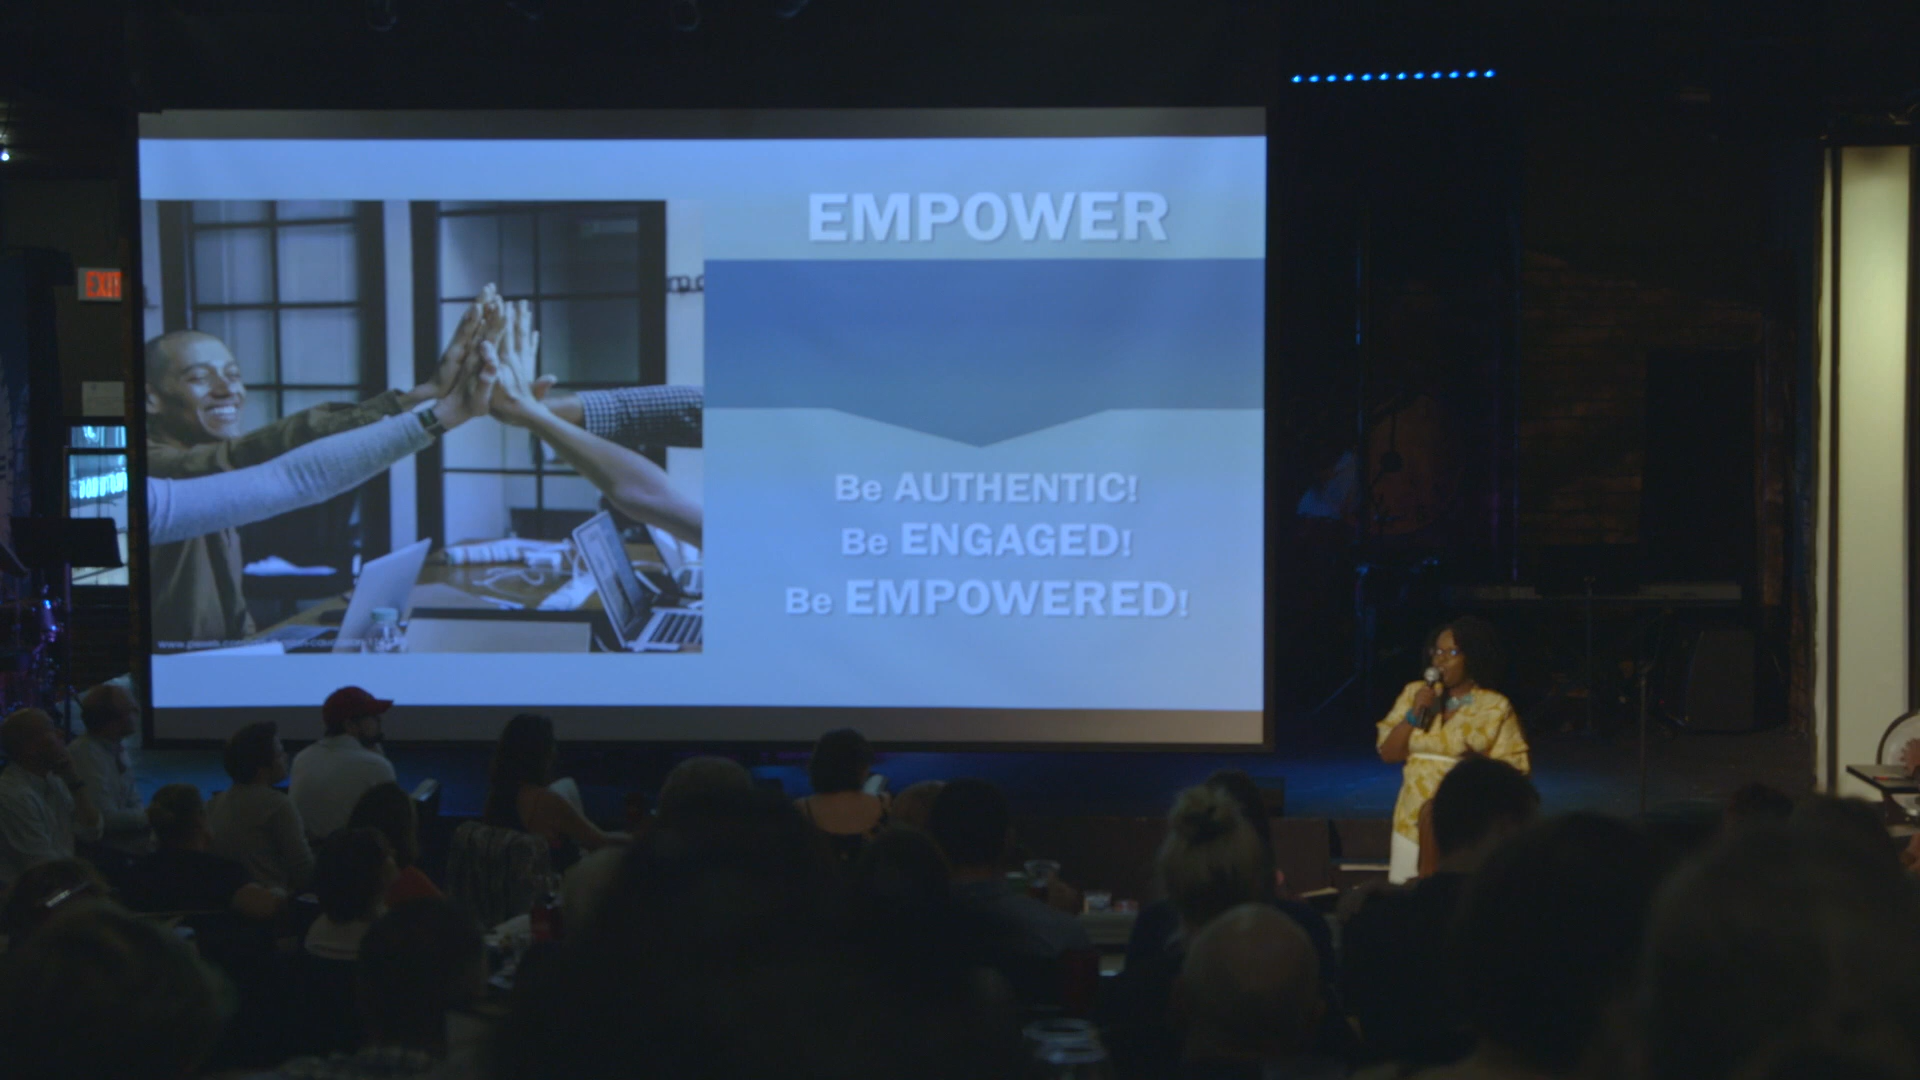 EMPOWER
Be AUTHENTIC!
Be ENGAGED!
Be EMPOWERED!
EXIT